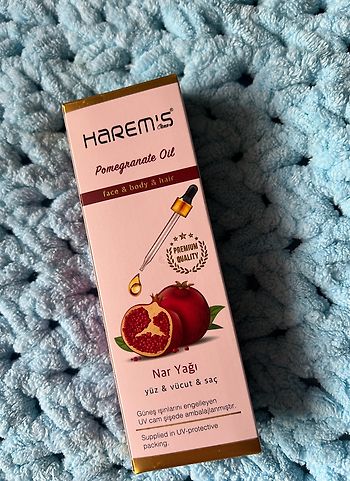 HAREM'S
Pomegranate Oil
face & body & hair
PREMIUM
QUALITY
Nar Yağı
yüz & vücut & saç
Güneş ışınlarını engelleyen
UV cam şişede ambalajlanmıştır.
Supplied in UV-protective
packing.